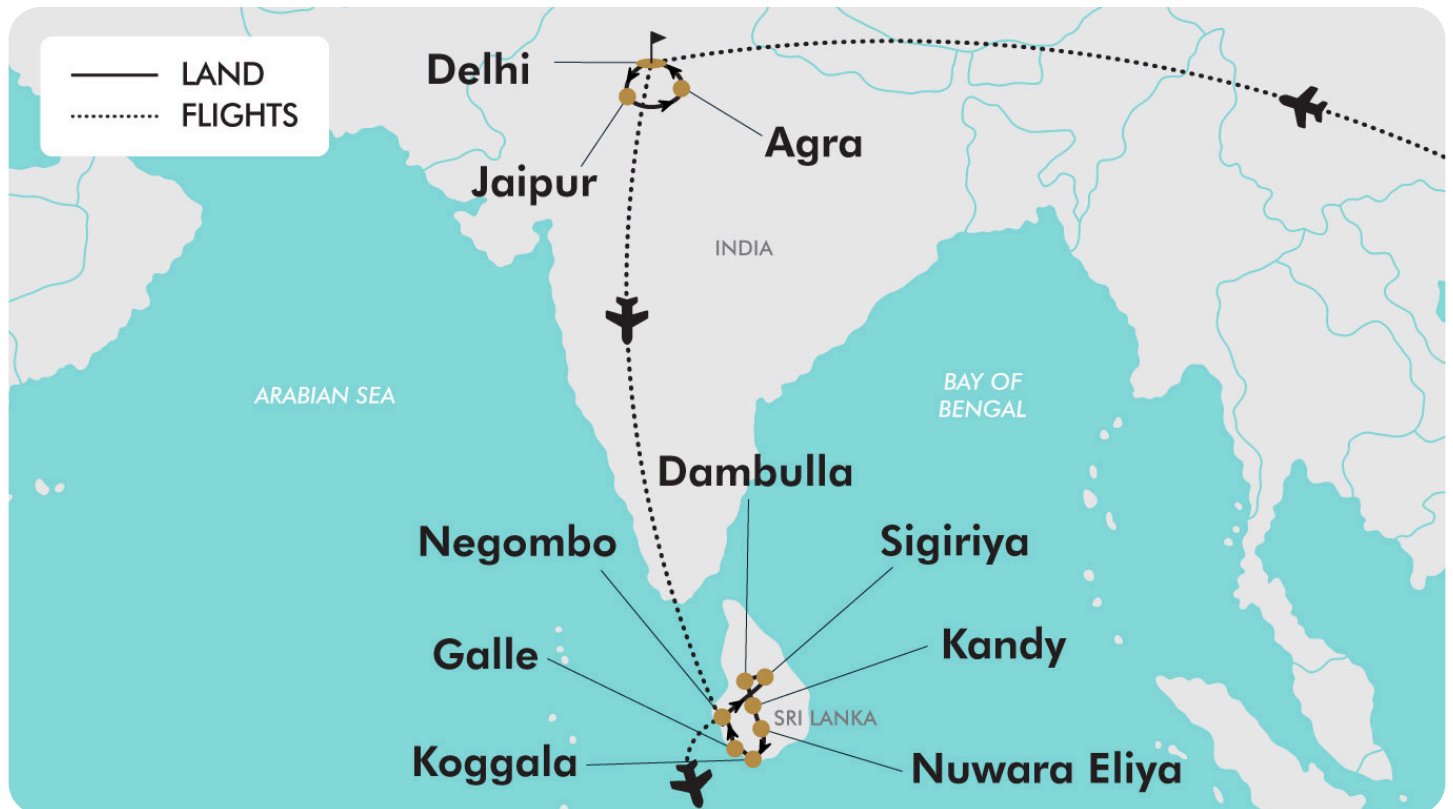 LAND
FLIGHTS
Delhi
Agra
Jaipur
INDIA
ARABIAN SEA
BAY OF
BENGAL
Dambulla
Negombo
Sigiriya
Galle
Kandy
SRI LANKA
Koggala
Nuwara Eliya